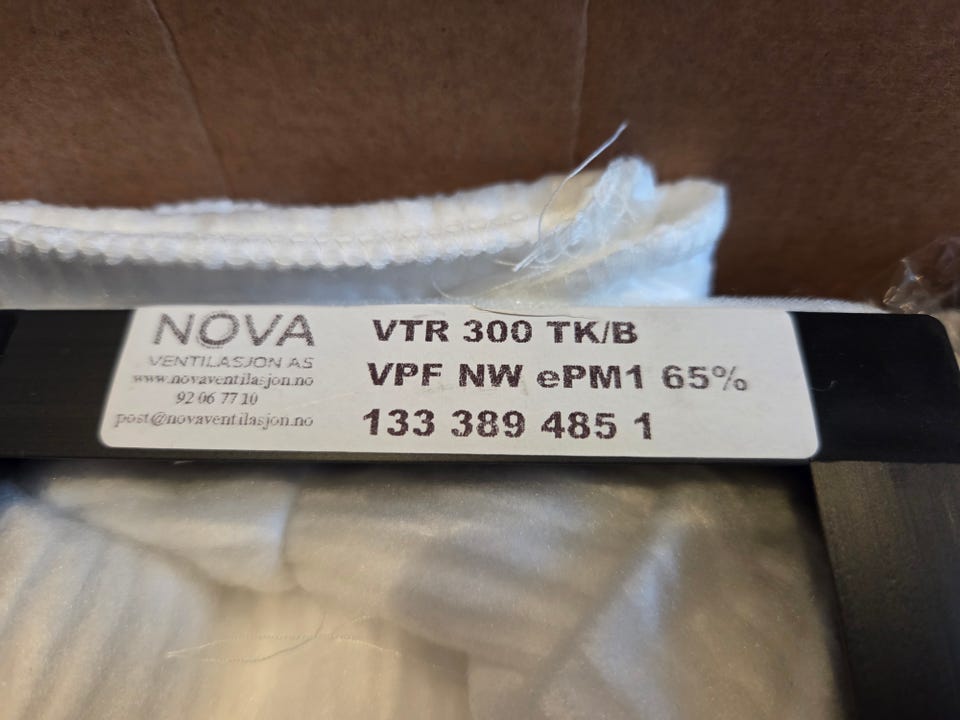 NOVA
VENTILASJON AS
www.novaventilasjon.no
92 06 77 10
post@novaventilasjon.no
VTR 300 TK/B
VPF NW ePM1 65%
133 389 485 1